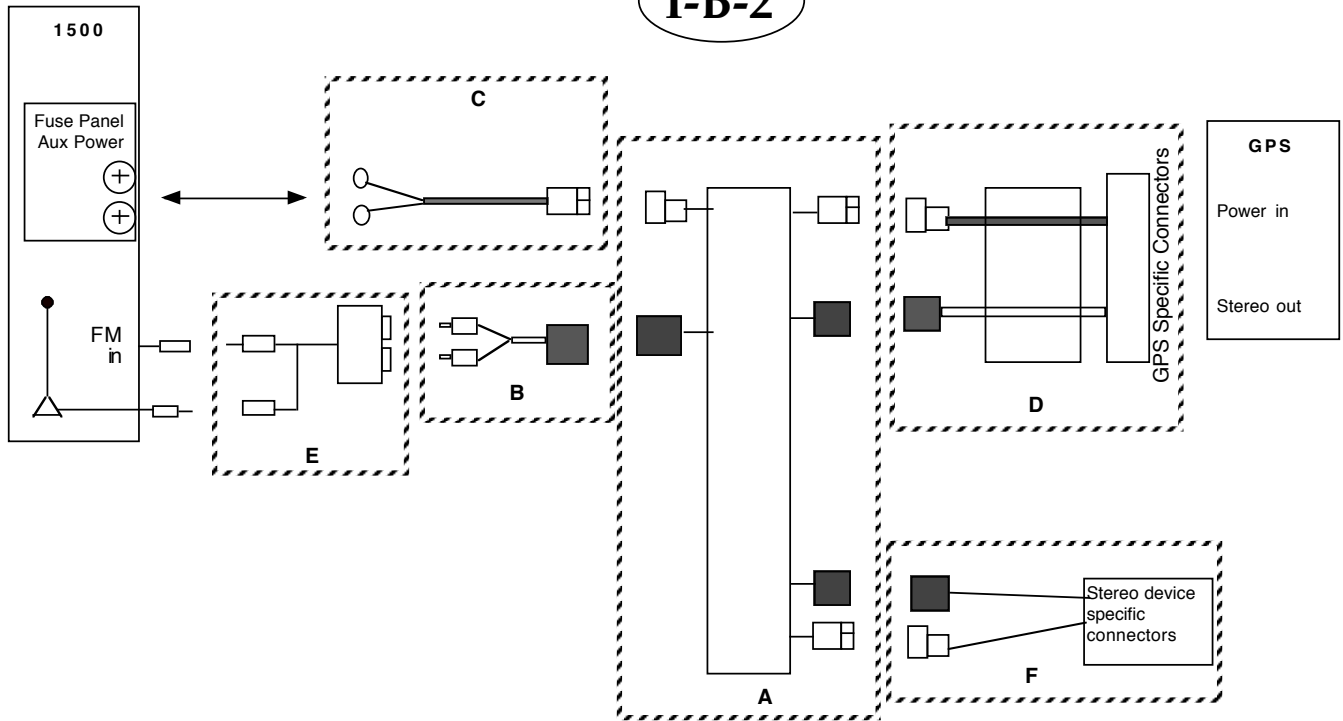 1-B-2
1500
Fuse Panel
Aux Power
+
+
FM
in
C
E
B
A
GPS Specific Connectors
D
GPS
Power in
Stereo out
Stereo device
specific
connectors
F